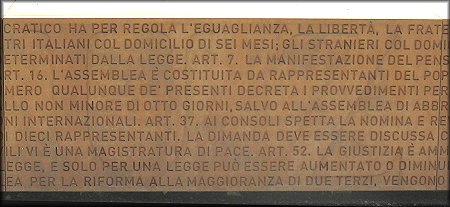 CRATICO HA PER REGOLA L'EGUAGLIANZA, LA LIBERTÀ, LA FRATE
TRI ITALIANI COL DOMICILIO DI SEI MESI; GLI STRANIERI COL DOMI
ETERMINATI DALLA LEGGE. ART. 7. LA MANIFESTAZIONE DEL PENS
ART. 16. L'ASSEMBLEA È COSTITUITA DA RAPPRESENTANTI DEL POP
MERO QUALUNQUE DE' PRESENTI DECRETA I PROVVEDIMENTI PER
LLO NON MINORE DI OTTO GIORNI, SALVO ALL'ASSEMBLEA DI ABBR
NI INTERNAZIONALI. ART. 37. AI CONSOLI SPETTA LA NOMINA E RE
I DIECI RAPPRESENTANTI. LA DIMANDA DEVE ESSERE DISCUSSA C
ILI VI È UNA MAGISTRATURA DI PACE. ART. 52. LA GIUSTIZIA È AMM
LEGGE, E SOLO PER UNA LEGGE PUÒ ESSERE AUMENTATO O DIMINU
EA PER LA RIFORMA ALLA MAGGIORANZA DI DUE TERZI, VENGONO